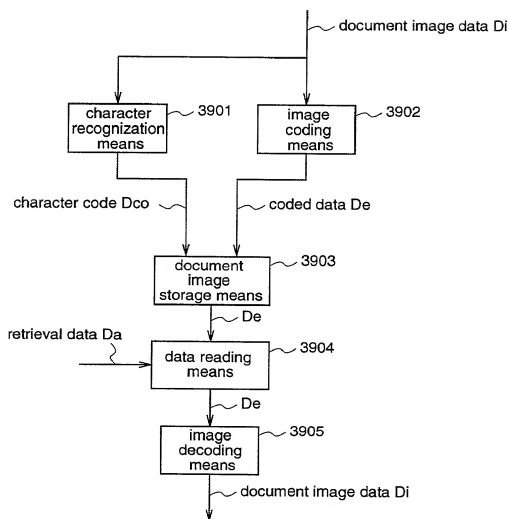 document image data Di
character
recognization
means
3901
image
coding
means
3902
character code Dco
coded data De
document
image
storage means
3903
De
retrieval data Da
data reading
means
3904
De
image
decoding
means
3905
document image data Di